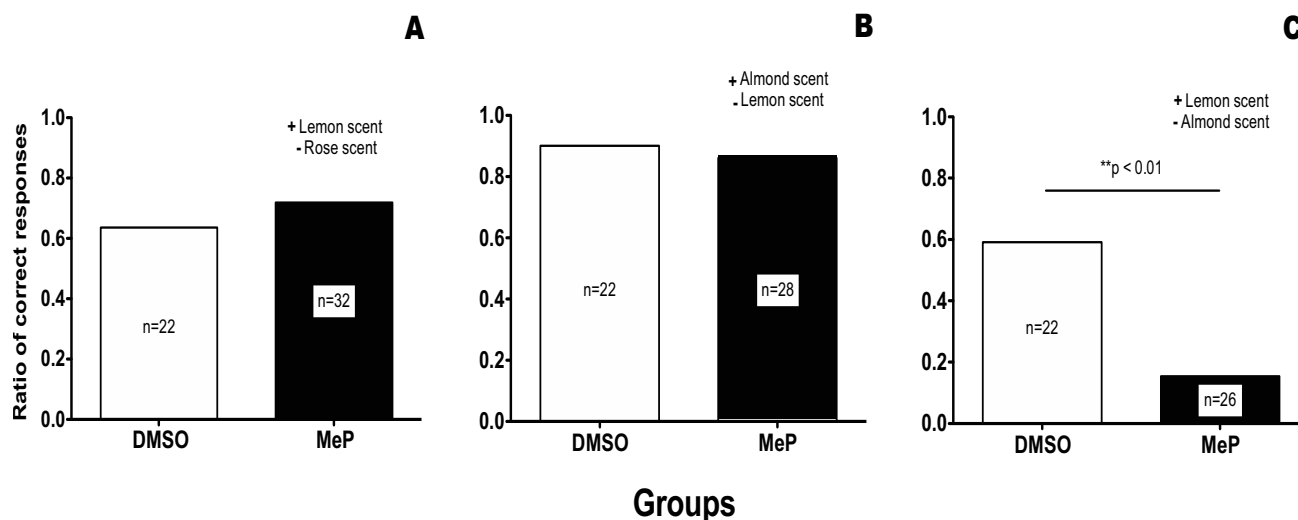 A
+ Lemon scent
- Rose scent
Ratio of correct responses
1.0
0.8
0.6
0.4
0.2
0.0
n=22
n=32
DMSO
MeP
B
+ Almond scent
- Lemon scent
1.0
0.8
0.6
0.4
0.2
0.0
n=22
n=28
DMSO
MeP
C
+ Lemon scent
- Almond scent
**p < 0.01
1.0
0.8
0.6
0.4
0.2
0.0
n=22
n=26
DMSO
MeP
Groups